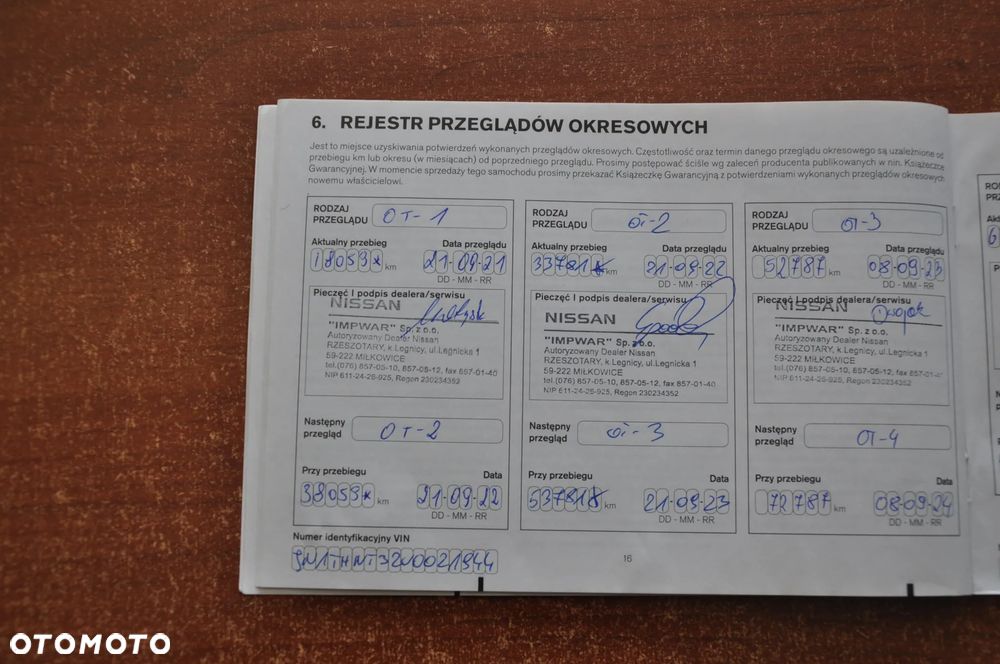 6. REJESTR PRZEGLĄDÓW OKRESOWYCH
Jest to miejsce uzyskiwania potwierdzeń wykonanych przeglądów okresowych. Częstotliwość oraz termin danego przeglądu okresowego są uzależnione od
przebiegu km lub okresu (w miesiącach) od poprzedniego przeglądu. Prosimy postępować ściśle wg zaleceń producenta publikowanych w nin. Książeczce
Gwarancyjnej. W momencie sprzedaży tego samochodu prosimy przekazać Książeczkę Gwarancyjną z potwierdzeniami wykonanych przeglądów okresowych
nowemu właścicielowi.
RODZAJ
PRZEGLĄDU OT-1
Aktualny przebieg Data przeglądu
18053 km 21-09-21
DD - MM - RR
Pieczęć I podpis dealera/serwisu
NISSAN
"IMPWAR" Sp. z o.o.
Autoryzowany Dealer Nissan
RZESZOTARY, k.Legnicy, ul.Legnicka 1
59-222 MIŁKOWICE
tel.(076) 857-05-10, 857-05-12, fax 857-01-40
NIP 611-24-25-925, Regon 230234352
Następny
przegląd OT-2
Przy przebiegu Data
38053 km 21-09-22
DD - MM - RR
RODZAJ
PRZEGLĄDU OT-2
Aktualny przebieg Data przeglądu
33781 km 21-09-22
DD - MM - RR
Pieczęć I podpis dealera/serwisu
NISSAN
"IMPWAR" Sp. z o.o.
Autoryzowany Dealer Nissan
RZESZOTARY, k.Legnicy, ul.Legnicka 1
59-222 MIŁKOWICE
tel.(076) 857-05-10, 857-05-12, fax 857-01-40
NIP 611-24-25-925, Regon 230234352
Następny
przegląd OT-3
Przy przebiegu Data
53781 km 21-09-23
DD - MM - RR
RODZAJ
PRZEGLĄDU OT-3
Aktualny przebieg Data przeglądu
52787 km 08-09-23
DD - MM - RR
Pieczęć I podpis dealera/serwisu
NISSAN
"IMPWAR" Sp. z o.o.
Autoryzowany Dealer Nissan
RZESZOTARY, k.Legnicy, ul.Legnicka 1
59-222 MIŁKOWICE
tel.(076) 857-05-10, 857-05-12, fax 857-01-40
NIP 611-24-25-925, Regon 230234352
Następny
przegląd OT-4
Przy przebiegu Data
72787 km 08-09-24
DD - MM - RR
Numer identyfikacyjny VIN
16
OTOMOTO